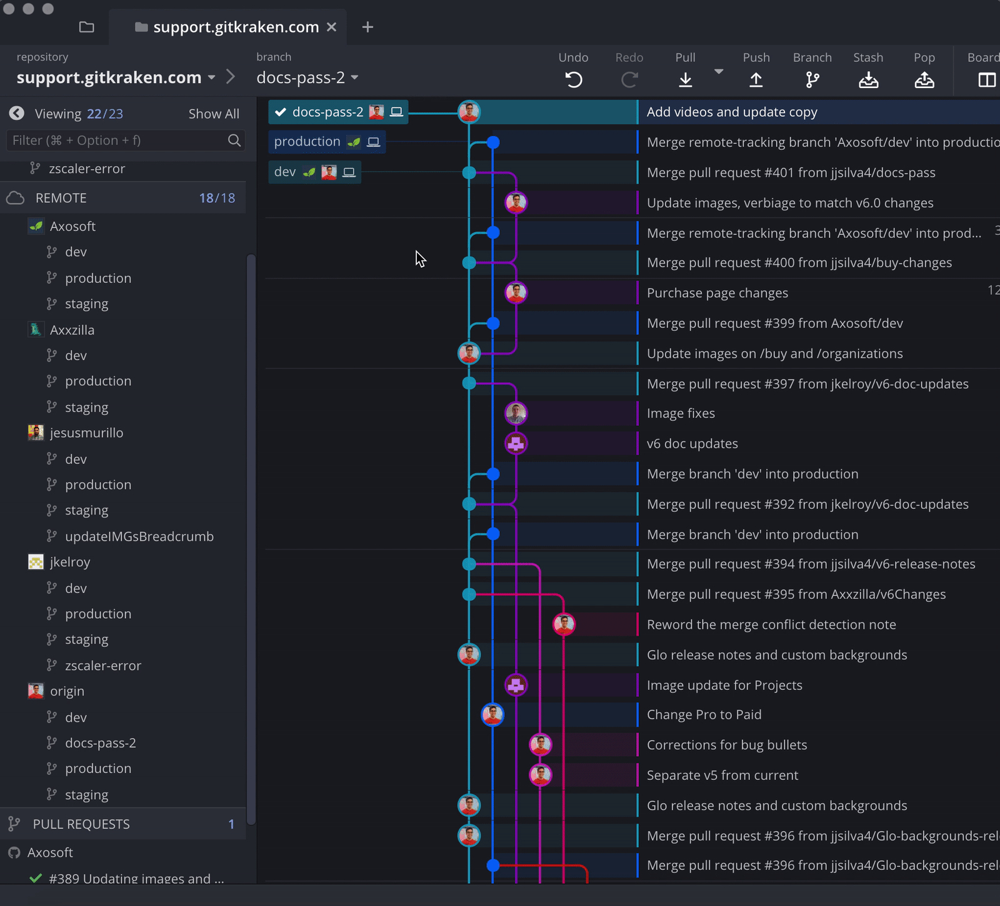 support.gitkraken.com
repository
support.gitkraken.com
branch
docs-pass-2
Undo
Redo
Pull
Push
Branch
Stash
Pop
Board
Viewing 22/23
Show All
Filter (⌘ + Option + f)
zscaler-error
REMOTE 18/18
Axosoft
dev
production
staging
Axxzilla
dev
production
staging
jesusmurillo
dev
production
staging
updateIMGsBreadcrumb
jkelroy
dev
production
staging
zscaler-error
origin
dev
docs-pass-2
production
staging
PULL REQUESTS 1
Axosoft
#389 Updating images and ...
docs-pass-2
production
dev
Add videos and update copy
Merge remote-tracking branch 'Axosoft/dev' into productio
Merge pull request #401 from jjsilva4/docs-pass
Update images, verbiage to match v6.0 changes
Merge remote-tracking branch 'Axosoft/dev' into prod... 3
Merge pull request #400 from jjsilva4/buy-changes
Purchase page changes 12
Merge pull request #399 from Axosoft/dev
Update images on /buy and /organizations
Merge pull request #397 from jkelroy/v6-doc-updates
Image fixes
v6 doc updates
Merge branch 'dev' into production
Merge pull request #392 from jkelroy/v6-doc-updates
Merge branch 'dev' into production
Merge pull request #394 from jjsilva4/v6-release-notes
Merge pull request #395 from Axxzilla/v6Changes
Reword the merge conflict detection note
Glo release notes and custom backgrounds
Image update for Projects
Change Pro to Paid
Corrections for bug bullets
Separate v5 from current
Glo release notes and custom backgrounds
Merge pull request #396 from jjsilva4/Glo-backgrounds-rel
Merge pull request #396 from jjsilva4/Glo-backgrounds-rel